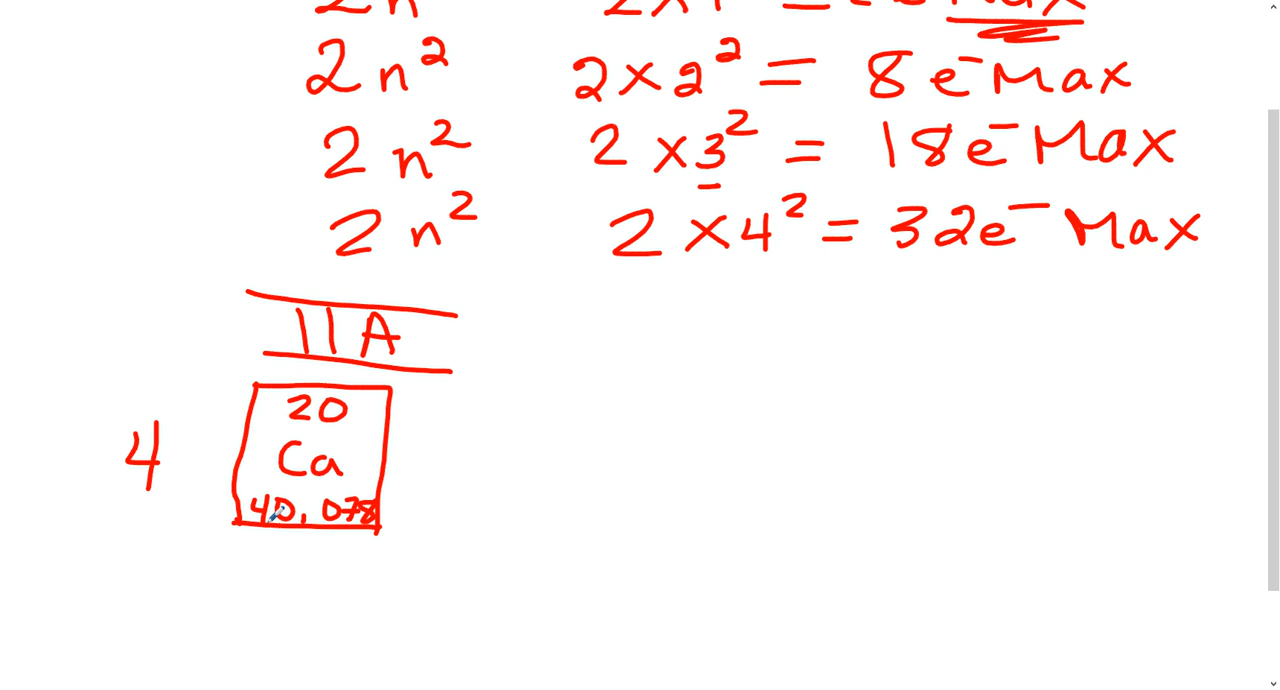 2n² 2×2² = 8e⁻ Max
2n² 2×3² = 18e⁻ Max
2n² 2×4² = 32e⁻ Max
IIA
20
4 Ca
40.078